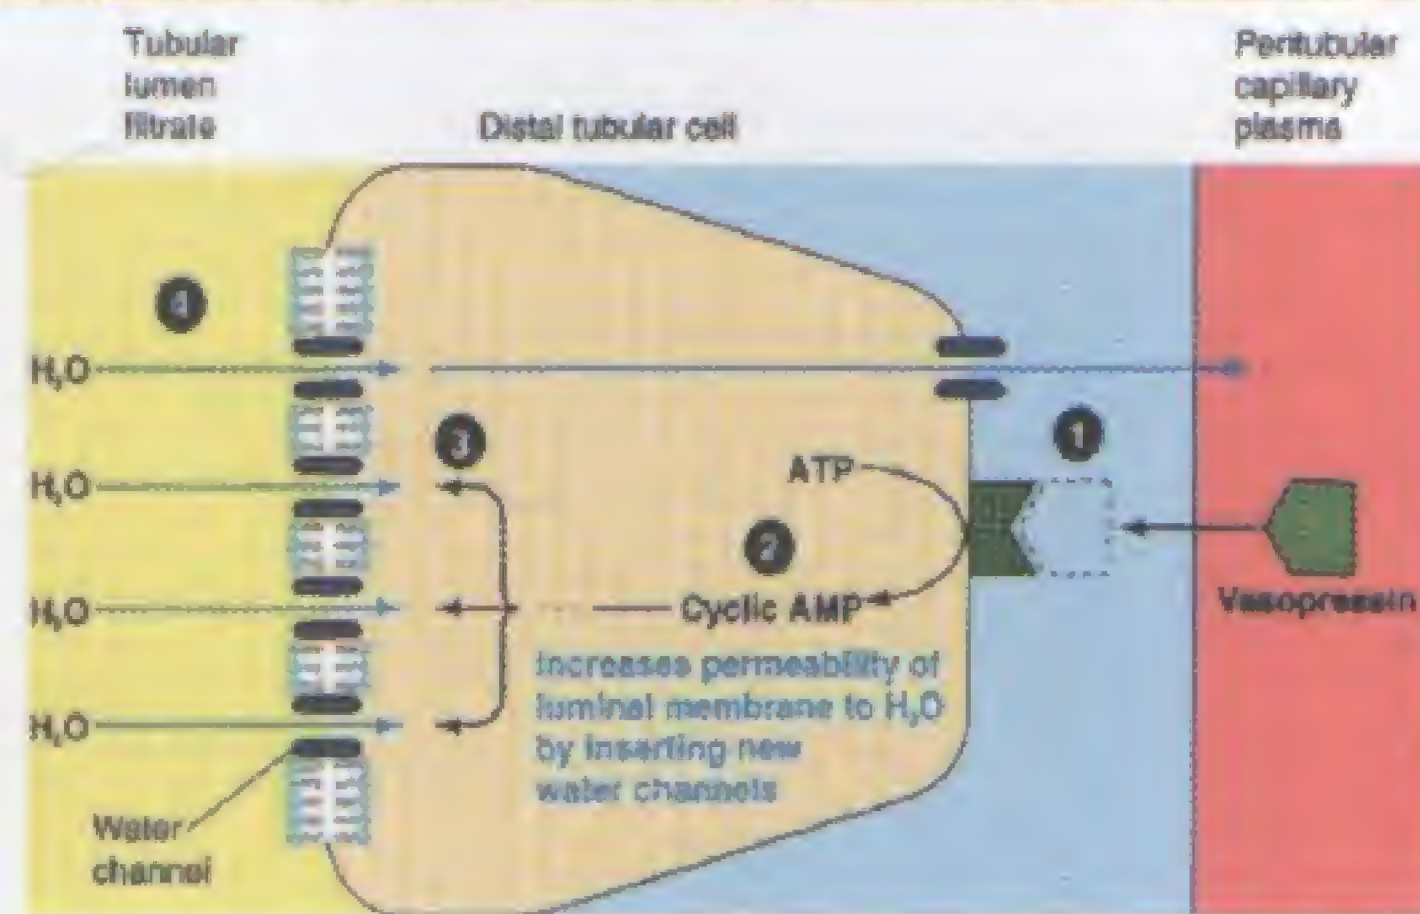 Tubular
lumen
filtrate
Distal tubular cell
Peritubular
capillary
plasma
4
H₂O
3
1
H₂O
ATP
2
H₂O
Cyclic AMP
Vasopressin
Increases permeability of
luminal membrane to H₂O
by inserting new
water channels
H₂O
Water
channel